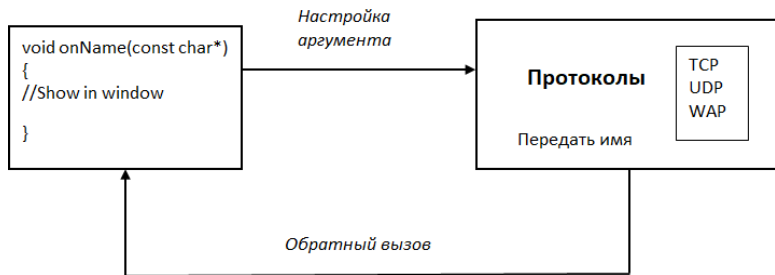 Настройка
аргумента
void onName(const char*)
{
//Show in window
}
Протоколы
TCP
UDP
WAP
Передать имя
Обратный вызов